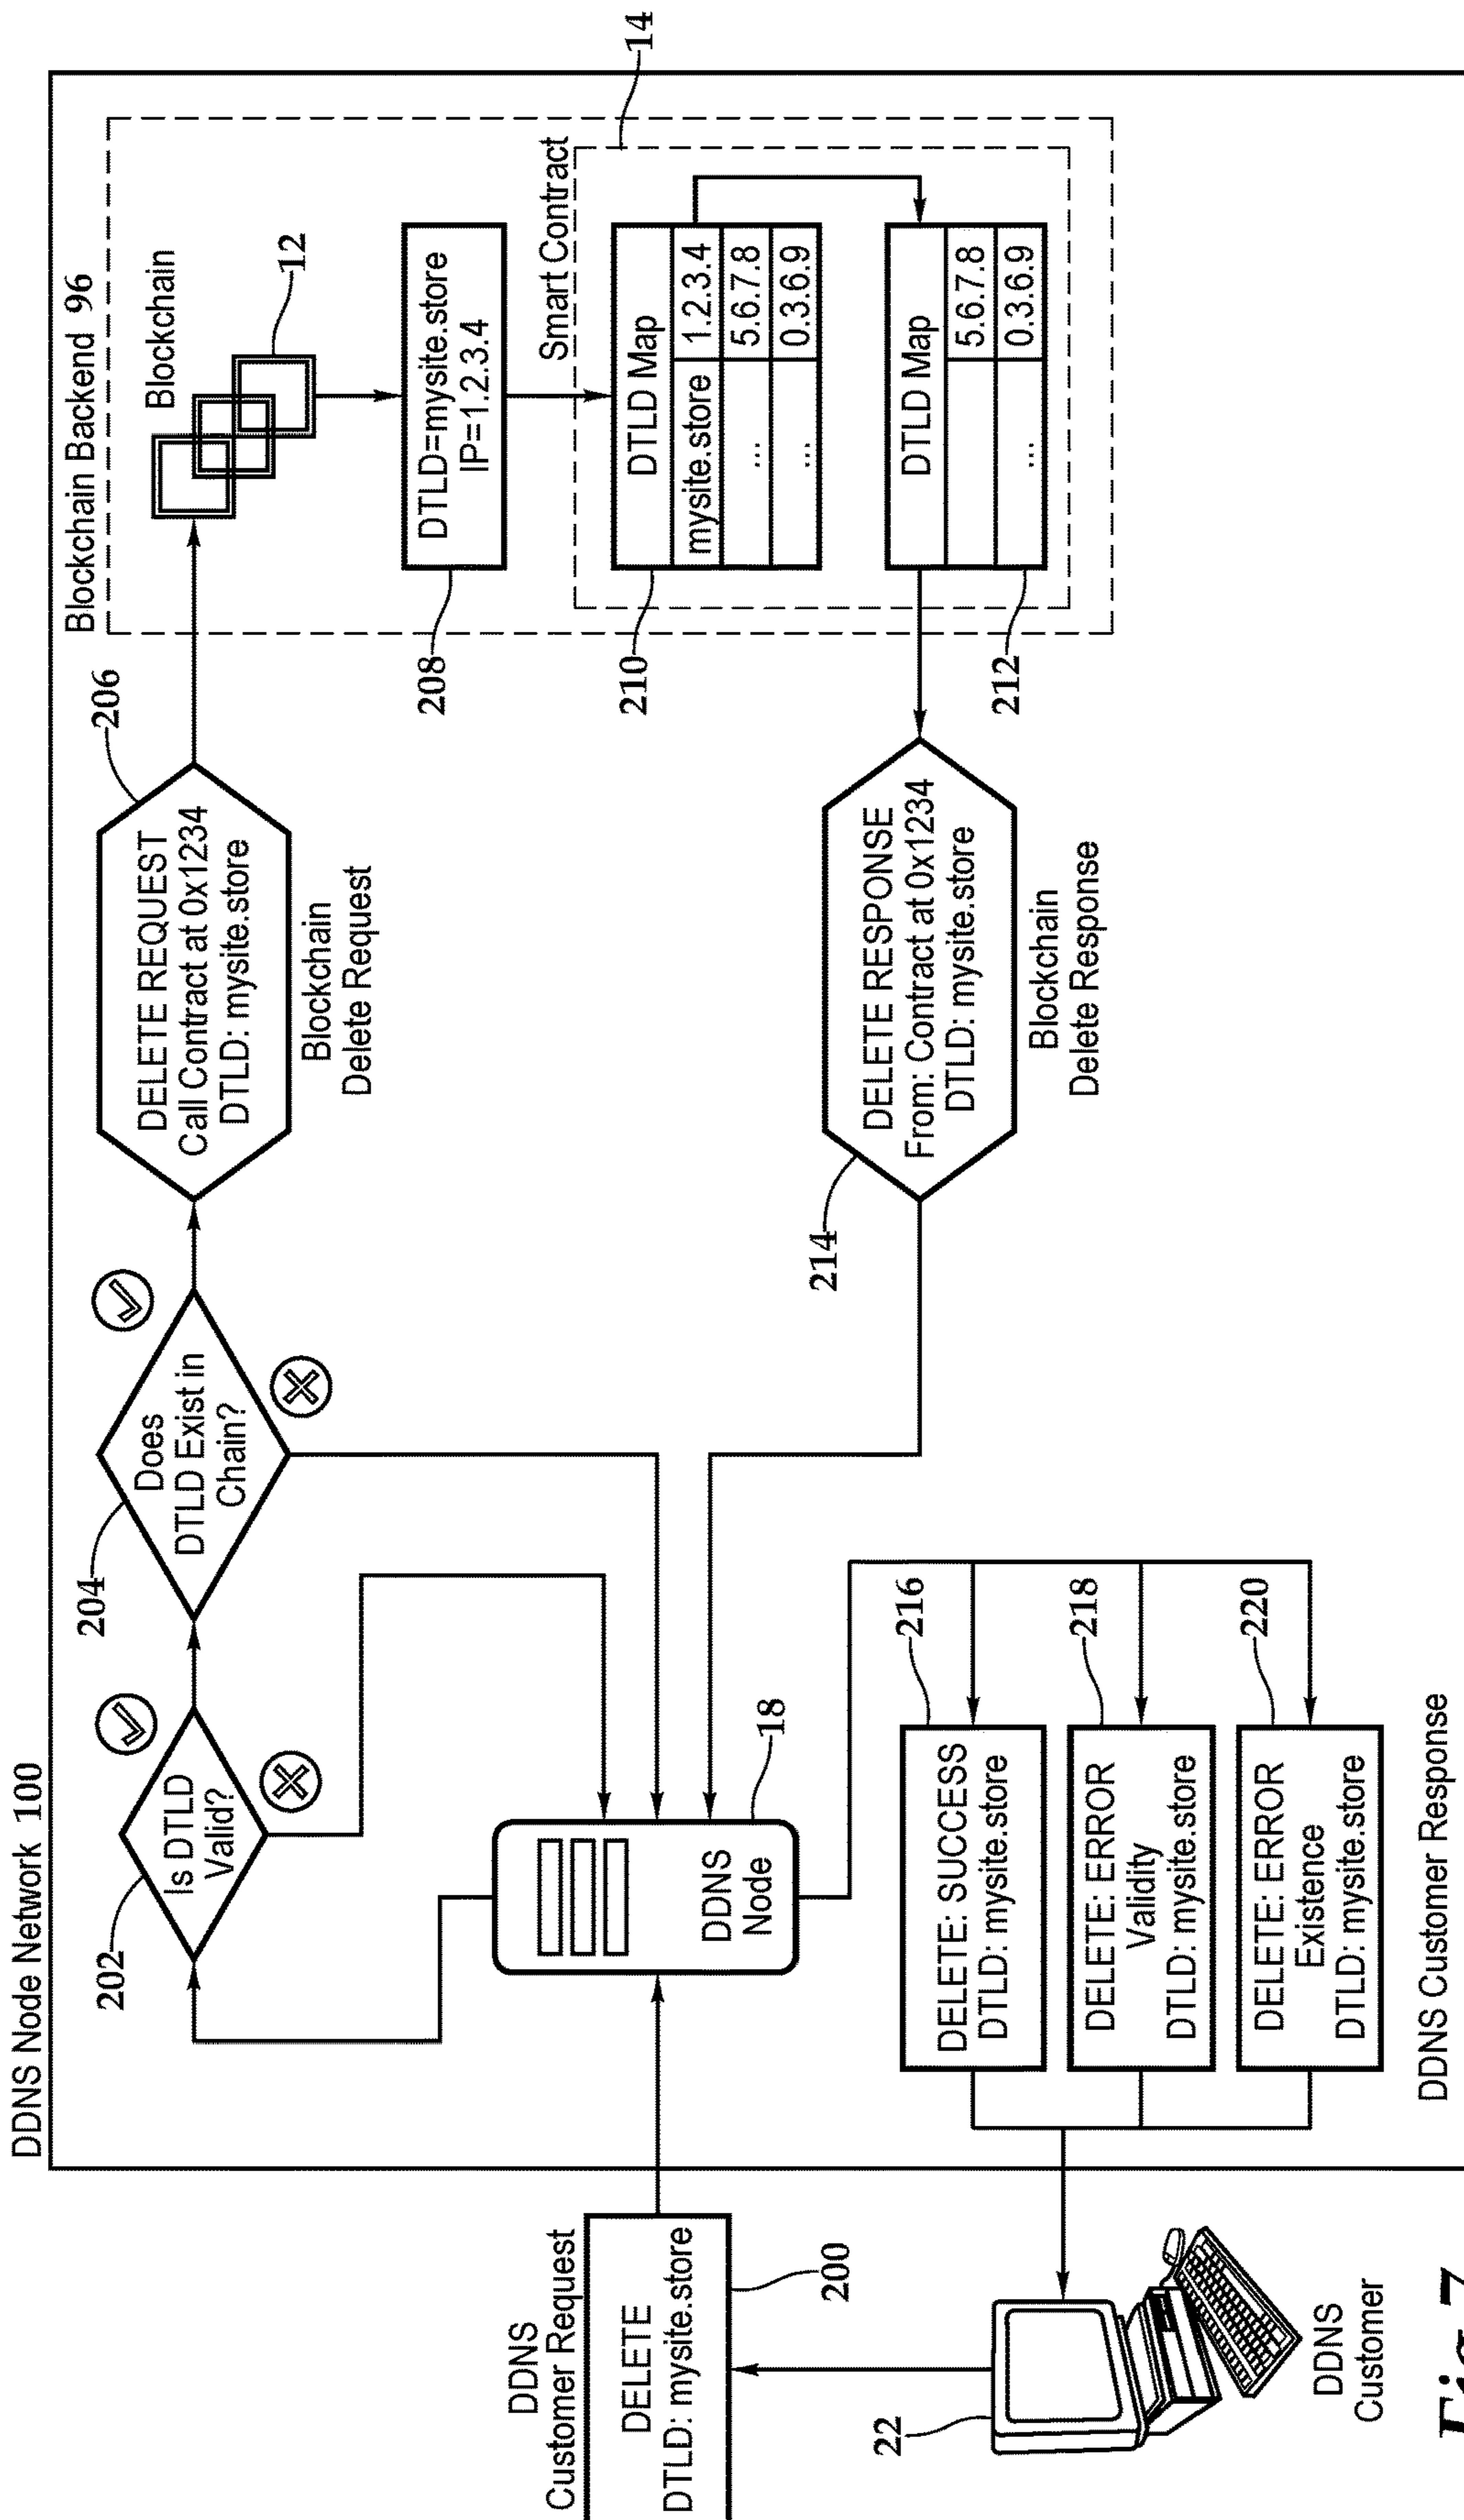 DDNS Node Network 100
Blockchain Backend 96
202
Is DTLD
Valid?
204
Does
DTLD Exist in
Chain?
206
DELETE REQUEST
Call Contract at 0x1234
DTLD: mysite.store
Blockchain
Delete Request
Blockchain
12
208
DTLD=mysite.store
IP=1.2.3.4
Smart Contract
14
210
DTLD Map
mysite.store 1.2.3.4
... 5.6.7.8
... 0.3.6.9
212
DTLD Map
5.6.7.8
... 0.3.6.9
214
DELETE RESPONSE
From: Contract at 0x1234
DTLD: mysite.store
Blockchain
Delete Response
DDNS
Customer Request
DELETE
DTLD: mysite.store
200
DDNS
Node
18
216
DELETE: SUCCESS
DTLD: mysite.store
218
DELETE: ERROR
Validity
DTLD: mysite.store
220
DELETE: ERROR
Existence
DTLD: mysite.store
DDNS Customer Response
22
DDNS
Customer